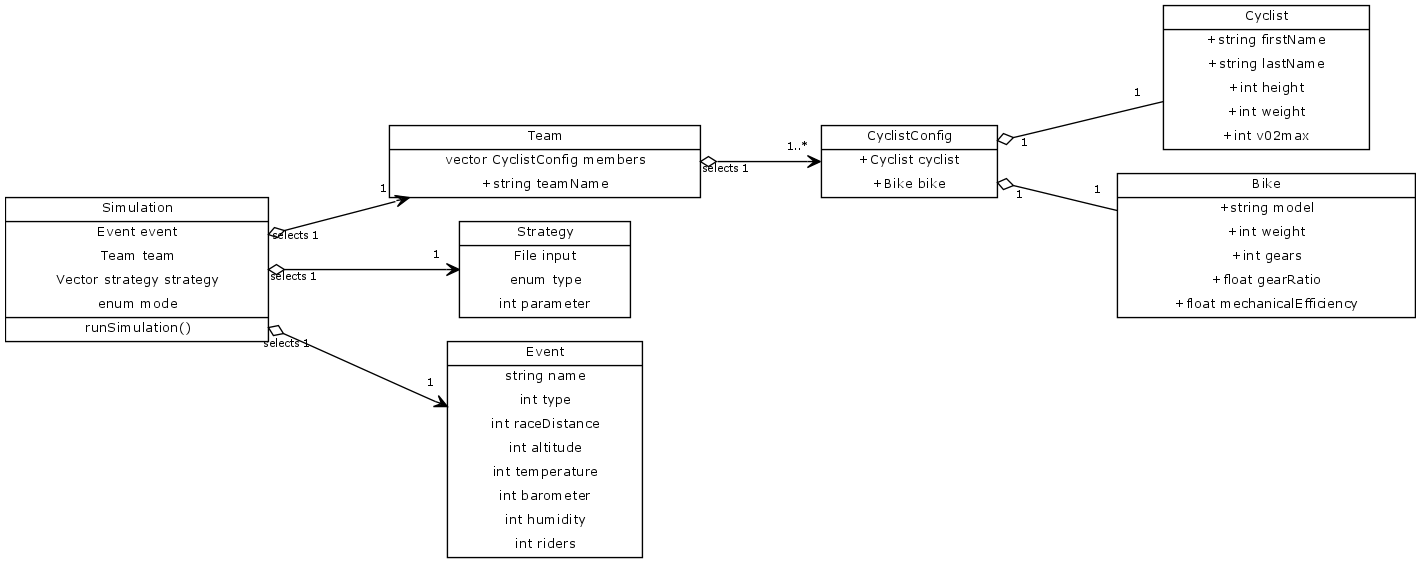 Cyclist
+string firstName
+string lastName
+int height
+int weight
+int v02max
1
1
Team
vector CyclistConfig members
+string teamName
selects 1
1..*
CyclistConfig
+Cyclist cyclist
+Bike bike
1
1
Bike
+string model
+int weight
+int gears
+float gearRatio
+float mechanicalEfficiency
Simulation
Event event
Team team
Vector strategy strategy
enum mode
runSimulation()
selects 1
1
selects 1
1
selects 1
1
Strategy
File input
enum type
int parameter
Event
string name
int type
int raceDistance
int altitude
int temperature
int barometer
int humidity
int riders